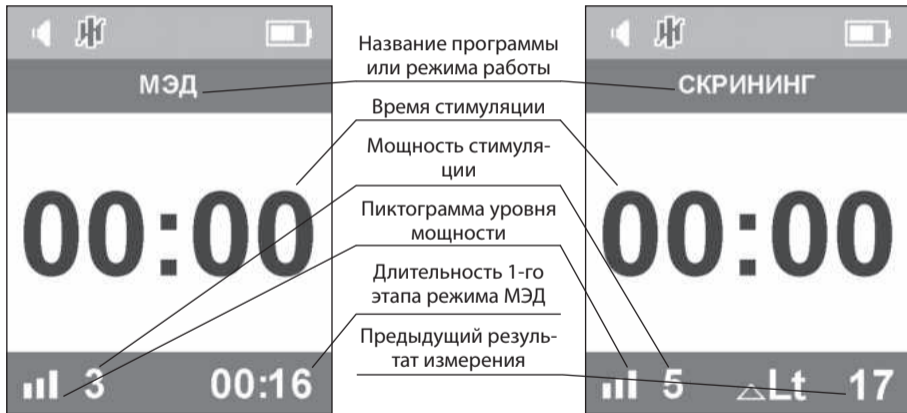 МЭД
00:00
3 00:16
Название программы
или режима работы
Время стимуляции
Мощность стимуля-
ции
Пиктограмма уровня
мощности
Длительность 1-го
этапа режима МЭД
Предыдущий резуль-
тат измерения
СКРИНИНГ
00:00
5 △Lt 17